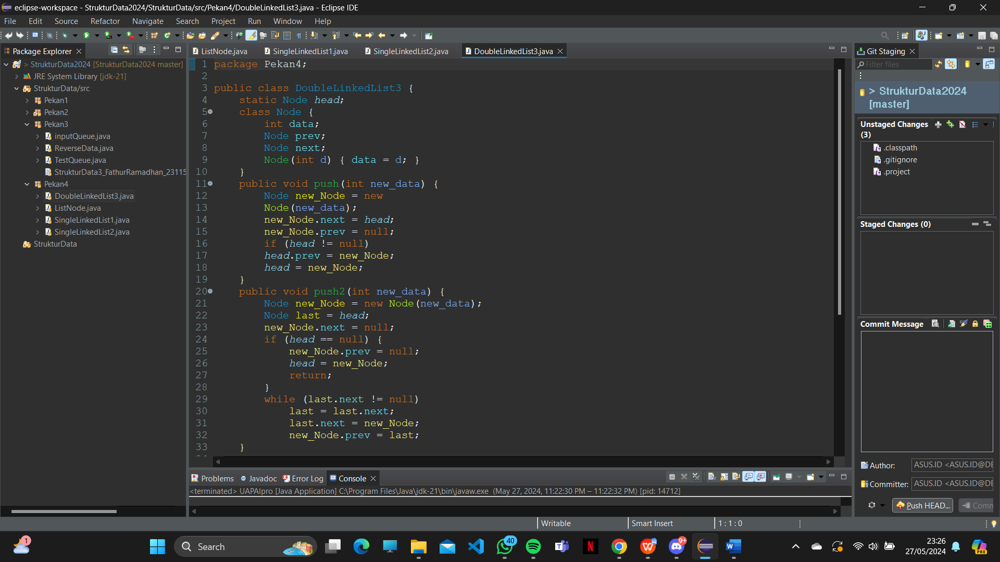 eclipse-workspace - StrukturData2024/StrukturData/src/Pekan4/DoubleLinkedList3.java - Eclipse IDE
File Edit Source Refactor Navigate Search Project Run Window Help
Package Explorer
> StrukturData2024 [StrukturData2024 master]
JRE System Library [jdk-21]
StrukturData/src
Pekan1
Pekan2
Pekan3
inputQueue.java
ReverseData.java
TestQueue.java
StrukturData3_FathurRamadhan_23115
Pekan4
DoubleLinkedList3.java
ListNode.java
SingleLinkedList1.java
SingleLinkedList2.java
StrukturData
ListNode.java SingleLinkedList1.java SingleLinkedList2.java DoubleLinkedList3.java
1 package Pekan4;
2
3 public class DoubleLinkedList3 {
4 static Node head;
5 class Node {
6 int data;
7 Node prev;
8 Node next;
9 Node(int d) { data = d; }
10 }
11 public void push(int new_data) {
12 Node new_Node = new
13 Node(new_data);
14 new_Node.next = head;
15 new_Node.prev = null;
16 if (head != null)
17 head.prev = new_Node;
18 head = new_Node;
19 }
20 public void push2(int new_data) {
21 Node new_Node = new Node(new_data);
22 Node last = head;
23 new_Node.next = null;
24 if (head == null) {
25 new_Node.prev = null;
26 head = new_Node;
27 return;
28 }
29 while (last.next != null)
30 last = last.next;
31 last.next = new_Node;
32 new_Node.prev = last;
33 }
Problems Javadoc Error Log Console
<terminated> UAPAlpro [Java Application] C:\Program Files\Java\jdk-21\bin\javaw.exe (May 27, 2024, 11:22:30 PM – 11:22:32 PM) [pid: 14712]
Git Staging
Filter files
> StrukturData2024
[master]
Unstaged Changes
(3)
.classpath
.gitignore
.project
Staged Changes (0)
Commit Message
Author: ASUS.ID <ASUS.ID@DE
Committer: ASUS.ID <ASUS.ID@DE
Push HEAD... Comm
Writable Smart Insert 1 : 1 : 0
1
Search
40
9+
23:26
27/05/2024
PRE